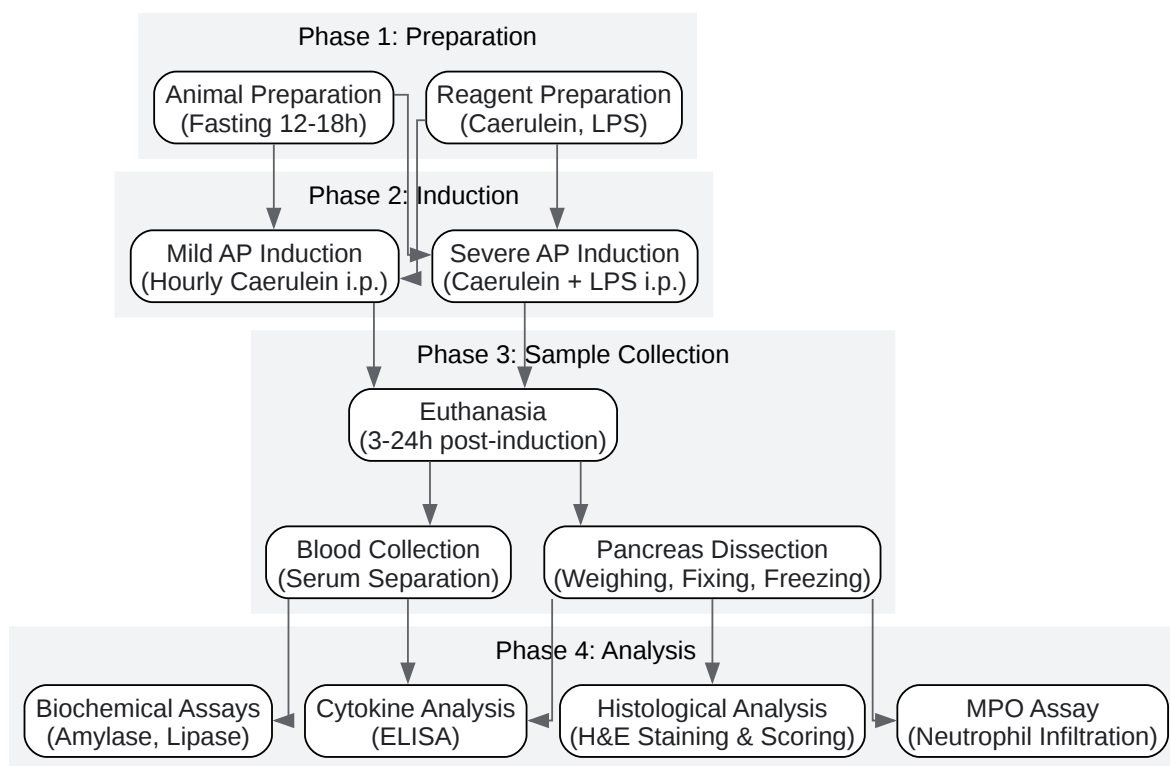 Phase 1: Preparation
Animal Preparation
(Fasting 12-18h)
Reagent Preparation
(Caerulein, LPS)
Phase 2: Induction
Mild AP Induction
(Hourly Caerulein i.p.)
Severe AP Induction
(Caerulein + LPS i.p.)
Phase 3: Sample Collection
Euthanasia
(3-24h post-induction)
Blood Collection
(Serum Separation)
Pancreas Dissection
(Weighing, Fixing, Freezing)
Phase 4: Analysis
Biochemical Assays
(Amylase, Lipase)
Cytokine Analysis
(ELISA)
Histological Analysis
(H&E Staining & Scoring)
MPO Assay
(Neutrophil Infiltration)